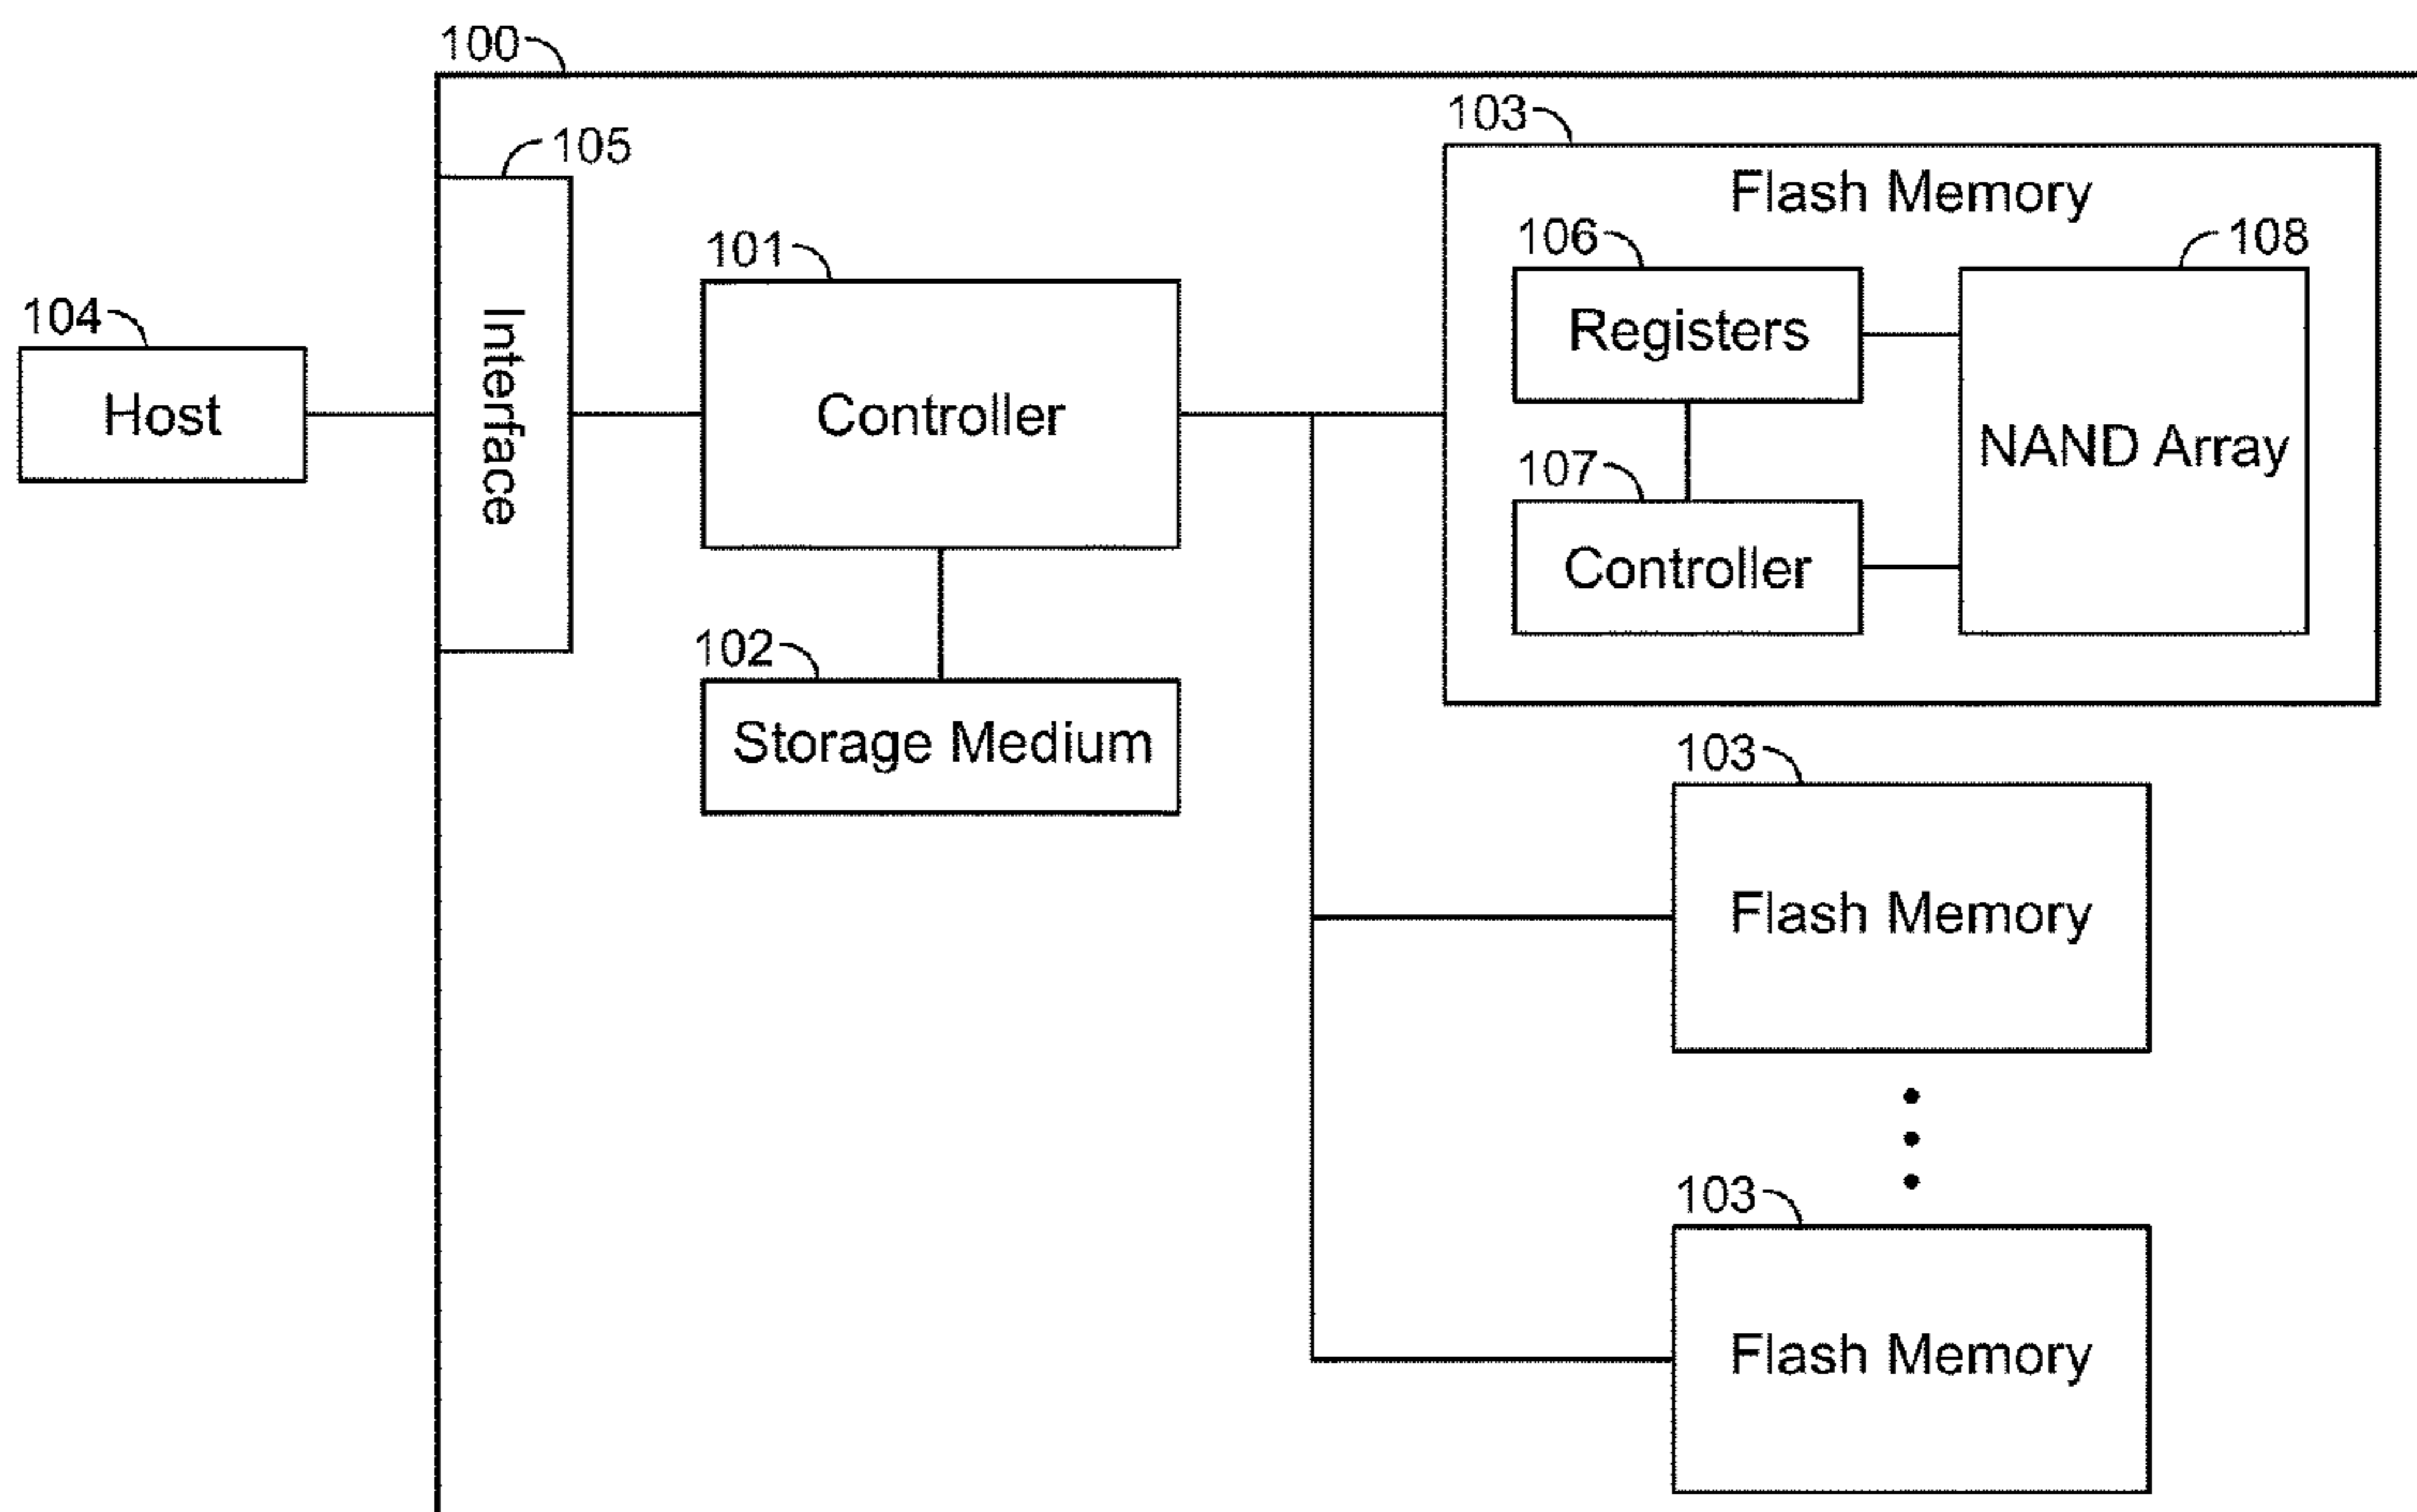 100
105
103
Flash Memory
101
106
108
104
Interface
Registers
Host
Controller
NAND Array
107
Controller
102
Storage Medium
103
Flash Memory
103
Flash Memory